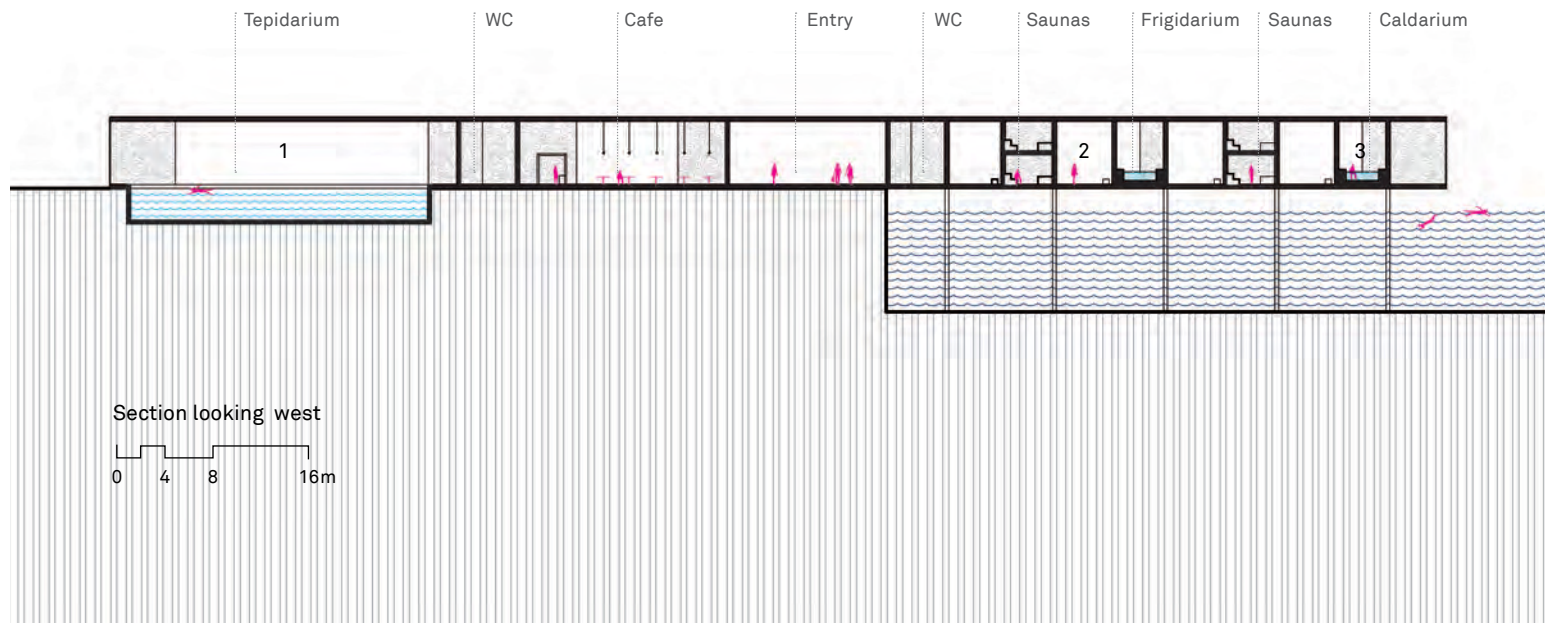 Tepidarium WC Cafe Entry WC Saunas Frigidarium Saunas Caldarium
1 2 3
Section looking west
0 4 8 16m